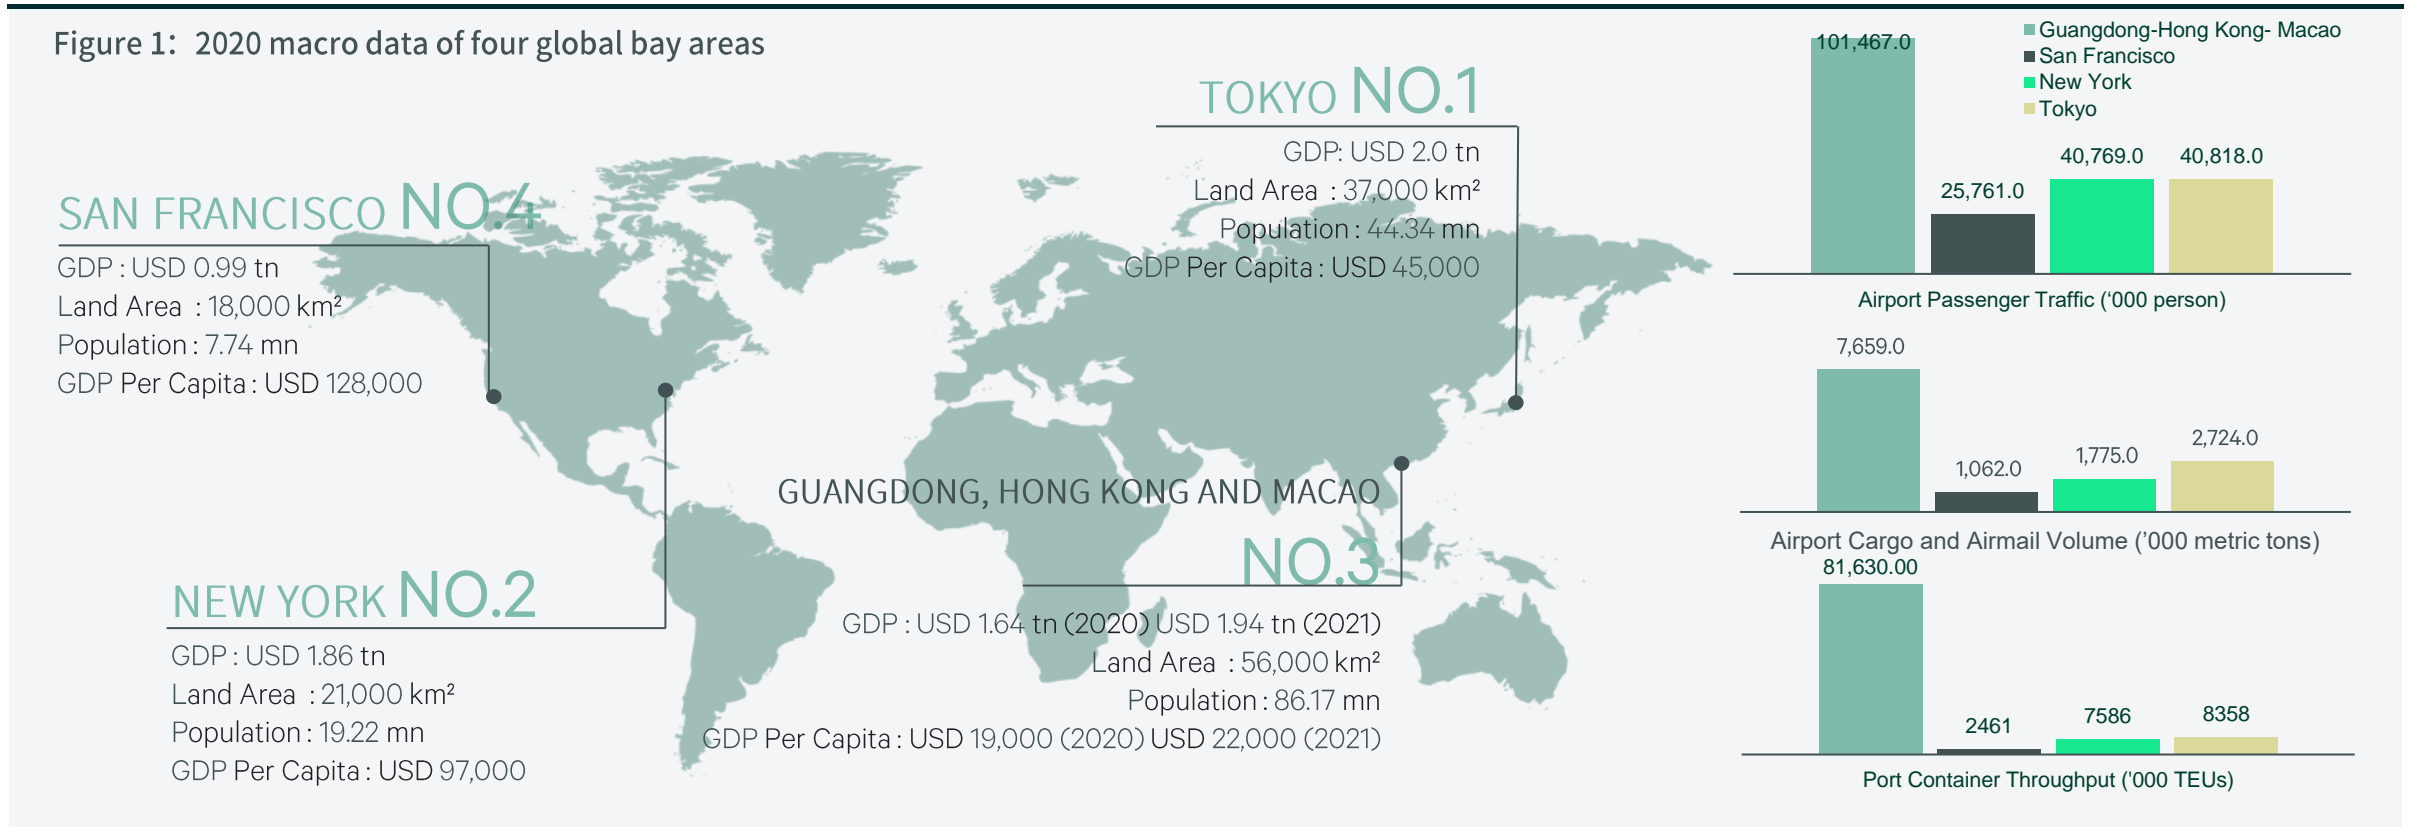 Figure 1： 2020 macro data of four global bay areas
TOKYO NO.1
GDP: USD 2.0 tn
Land Area : 37,000 km²
Population : 44.34 mn
GDP Per Capita : USD 45,000
SAN FRANCISCO NO.4
GDP : USD 0.99 tn
Land Area : 18,000 km²
Population : 7.74 mn
GDP Per Capita : USD 128,000
GUANGDONG, HONG KONG AND MACAO
NO.3
GDP : USD 1.64 tn (2020) USD 1.94 tn (2021)
Land Area : 56,000 km²
Population : 86.17 mn
GDP Per Capita : USD 19,000 (2020) USD 22,000 (2021)
NEW YORK NO.2
GDP : USD 1.86 tn
Land Area : 21,000 km²
Population : 19.22 mn
GDP Per Capita : USD 97,000
Guangdong-Hong Kong- Macao
San Francisco
New York
Tokyo
101,467.0
25,761.0
40,769.0
40,818.0
Airport Passenger Traffic (‘000 person)
7,659.0
1,062.0
1,775.0
2,724.0
Airport Cargo and Airmail Volume (’000 metric tons)
81,630.00
2461
7586
8358
Port Container Throughput ('000 TEUs)